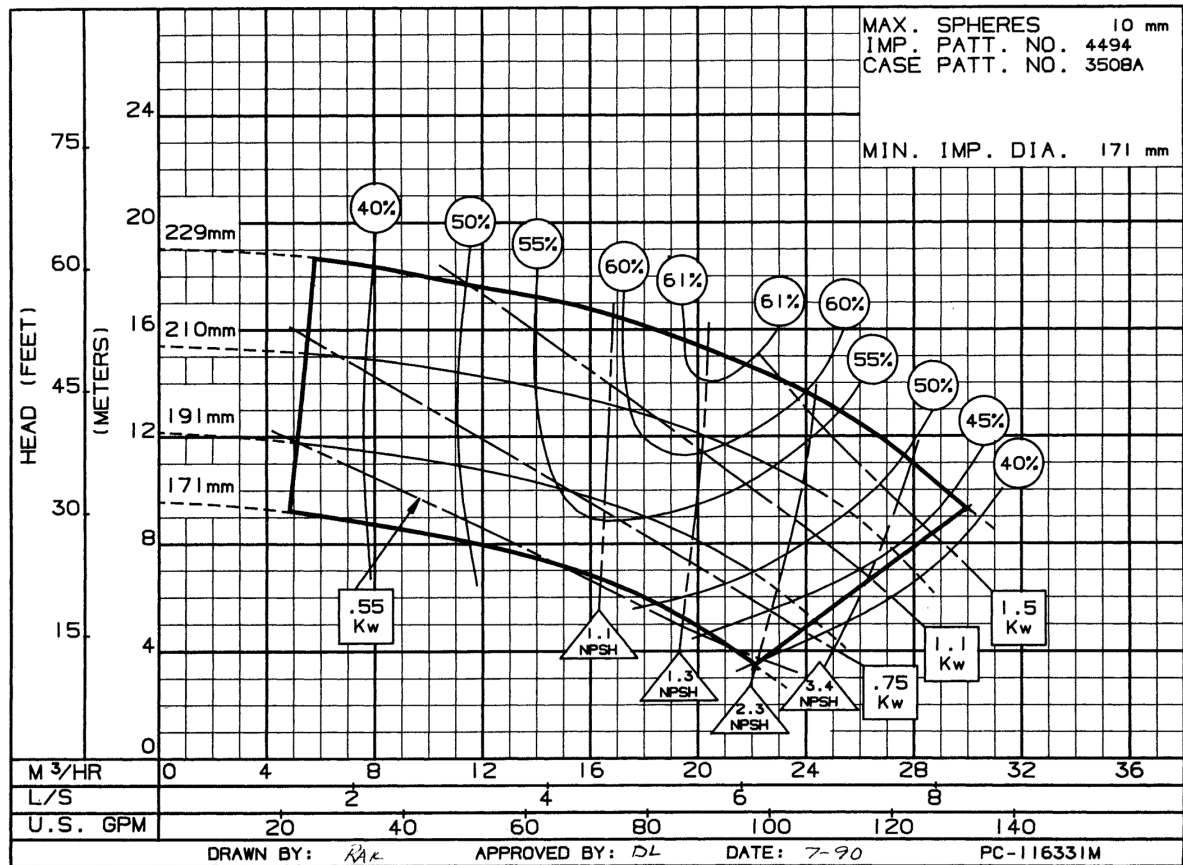 MAX. SPHERES 10 mm
IMP. PATT. NO. 4494
CASE PATT. NO. 3508A
MIN. IMP. DIA. 171 mm
HEAD (FEET)
(METERS)
75
60
45
30
15
24
20
16
12
8
4
0
229mm
210mm
191mm
171mm
40%
50%
55%
60%
61%
61%
60%
55%
50%
45%
40%
.55 Kw
1.1 NPSH
1.3 NPSH
2.3 NPSH
3.4 NPSH
.75 Kw
1.1 Kw
1.5 Kw
M³/HR 0 4 8 12 16 20 24 28 32 36
L/S 2 4 6 8
U.S. GPM 20 40 60 80 100 120 140
DRAWN BY: RAK APPROVED BY: DL DATE: 7-90 PC-116331M